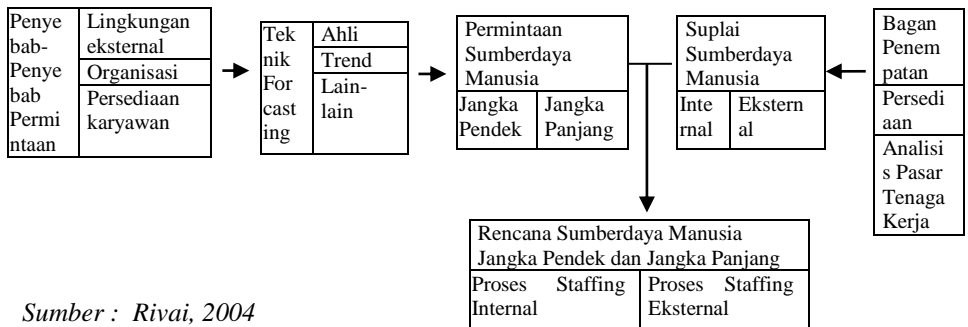 Penye
bab-
Penye
bab
Permi
ntaan
Lingkungan
eksternal
Organisasi
Persediaan
karyawan
Tek
nik
For
cast
ing
Ahli
Trend
Lain-
lain
Permintaan
Sumberdaya
Manusia
Jangka
Pendek
Jangka
Panjang
Suplai
Sumberdaya
Manusia
Inte
rnal
Ekstern
al
Bagan
Penem
patan
Persedi
aan
Analisi
s Pasar
Tenaga
Kerja
Rencana Sumberdaya Manusia
Jangka Pendek dan Jangka Panjang
Proses Staffing
Internal
Proses Staffing
Eksternal
Sumber : Rivai, 2004